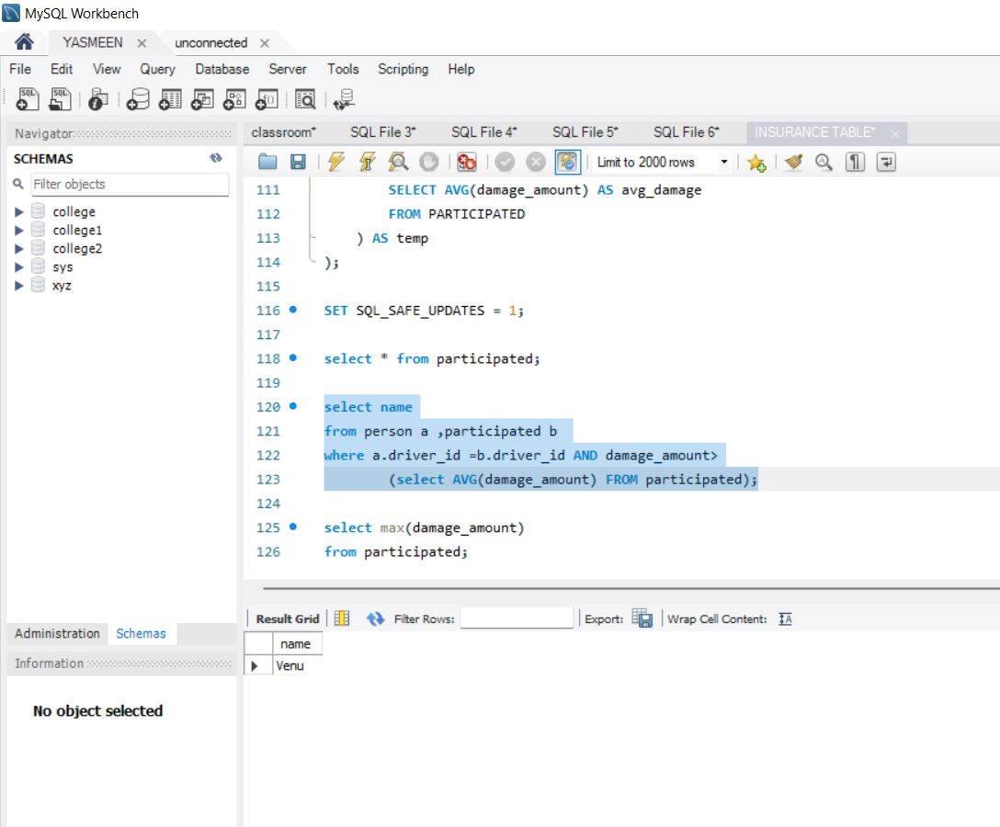 MySQL Workbench
YASMEEN × unconnected ×
File Edit View Query Database Server Tools Scripting Help
Navigator
SCHEMAS
Filter objects
college
college1
college2
sys
xyz
Administration Schemas
Information
No object selected
classroom* SQL File 3* SQL File 4* SQL File 5* SQL File 6* INSURANCE TABLE* ×
Limit to 2000 rows
111 SELECT AVG(damage_amount) AS avg_damage
112 FROM PARTICIPATED
113 ) AS temp
114 );
115
116 SET SQL_SAFE_UPDATES = 1;
117
118 select * from participated;
119
120 select name
121 from person a ,participated b
122 where a.driver_id =b.driver_id AND damage_amount>
123 (select AVG(damage_amount) FROM participated);
124
125 select max(damage_amount)
126 from participated;
Result Grid Filter Rows: Export: Wrap Cell Content:
name
Venu